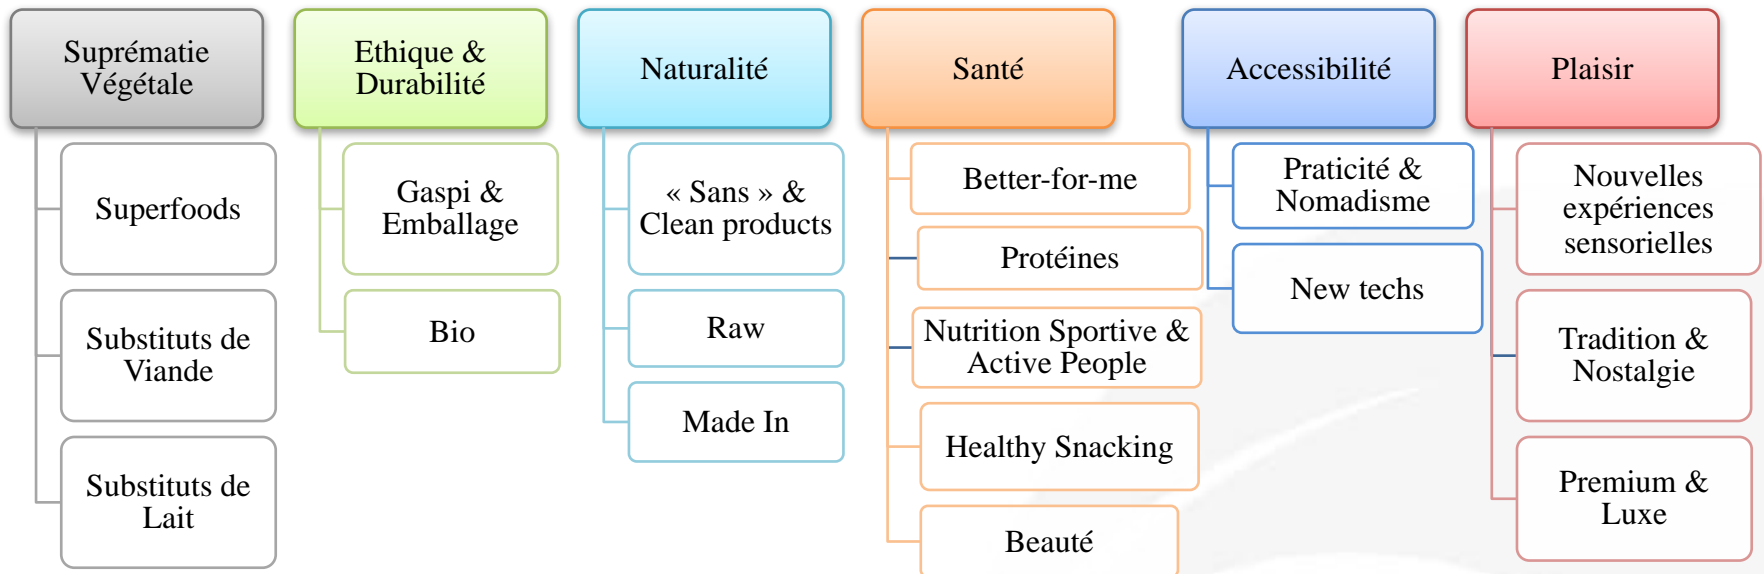 Suprématie
Végétale
Superfoods
Substituts de
Viande
Substituts de
Lait
Ethique &
Durabilité
Gaspi &
Emballage
Bio
Naturalité
« Sans » &
Clean products
Raw
Made In
Santé
Better-for-me
Protéines
Nutrition Sportive &
Active People
Healthy Snacking
Beauté
Accessibilité
Praticité &
Nomadisme
New techs
Plaisir
Nouvelles
expériences
sensorielles
Tradition &
Nostalgie
Premium &
Luxe